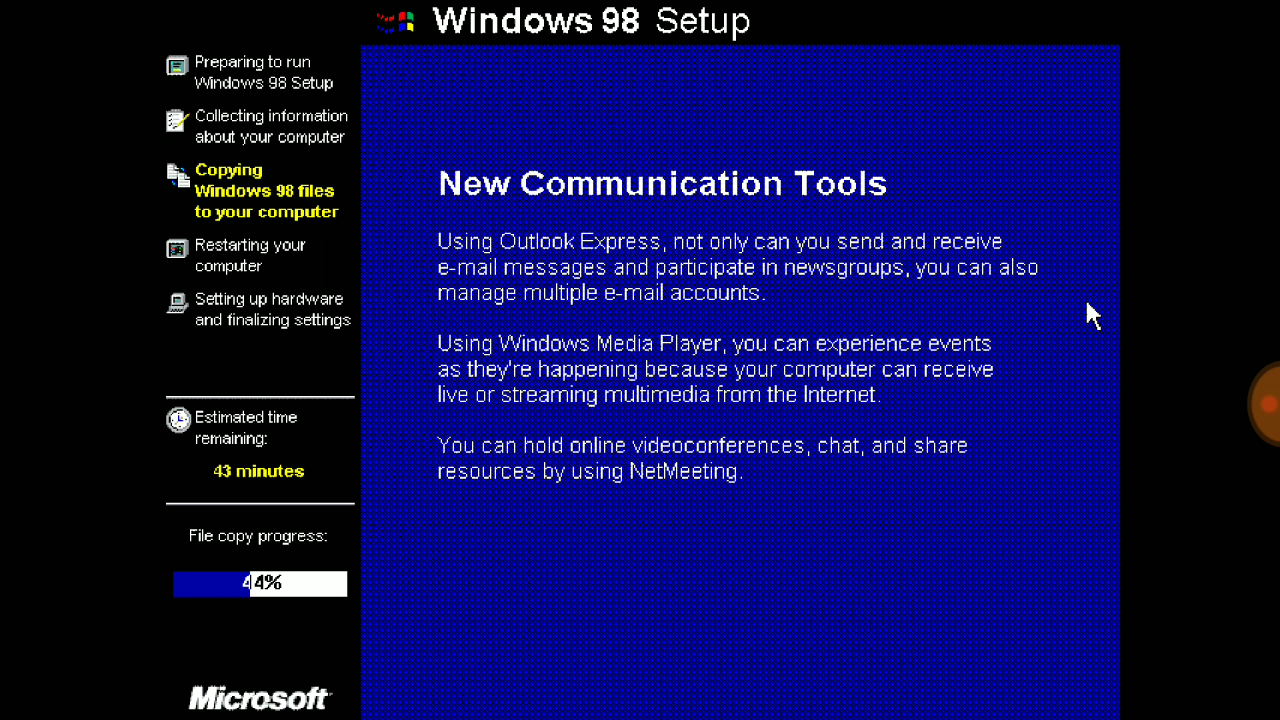 Windows 98 Setup
Preparing to run
Windows 98 Setup
Collecting information
about your computer
Copying
Windows 98 files
to your computer
Restarting your
computer
Setting up hardware
and finalizing settings
Estimated time
remaining:
43 minutes
File copy progress:
44%
Microsoft
New Communication Tools
Using Outlook Express, not only can you send and receive
e-mail messages and participate in newsgroups, you can also
manage multiple e-mail accounts.
Using Windows Media Player, you can experience events
as they're happening because your computer can receive
live or streaming multimedia from the Internet.
You can hold online videoconferences, chat, and share
resources by using NetMeeting.